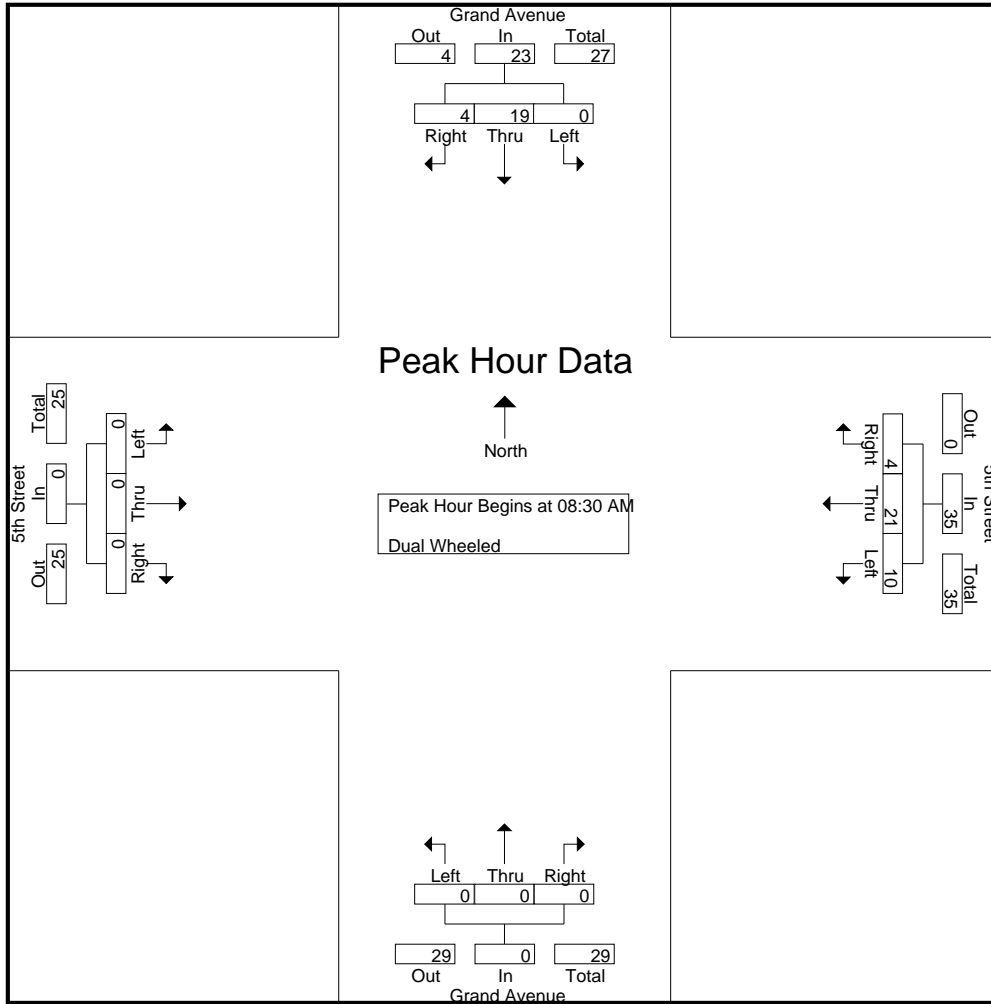 Grand Avenue
Out In Total
4 23 27
4 19 0
Right Thru Left
Peak Hour Data
North
Peak Hour Begins at 08:30 AM
Dual Wheeled
5th Street
Total In Out
25 0 25
0 0 0
Left Thru Right
Right Thru Left
4 21 10
Out In Total
0 35 35
5th Street
Left Thru Right
0 0 0
29 0 29
Out In Total
Grand Avenue